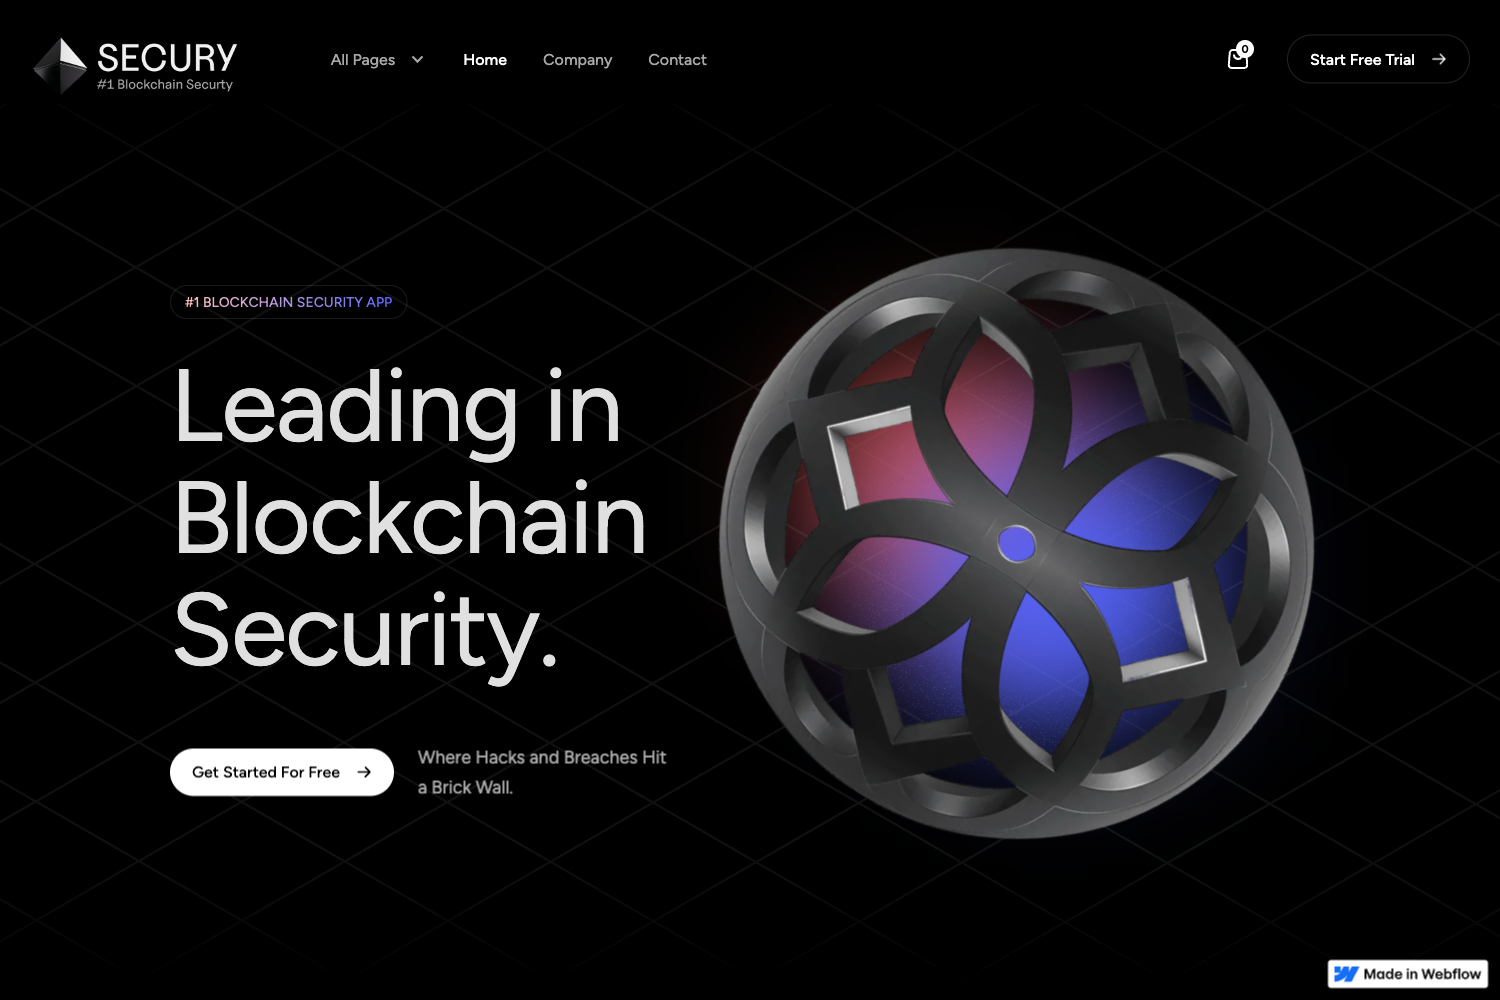 SECURY
#1 Blockchain Securty
All Pages
Home
Company
Contact
0
Start Free Trial
#1 BLOCKCHAIN SECURITY APP
Leading in
Blockchain
Security.
Get Started For Free
Where Hacks and Breaches Hit
a Brick Wall.
Made in Webflow